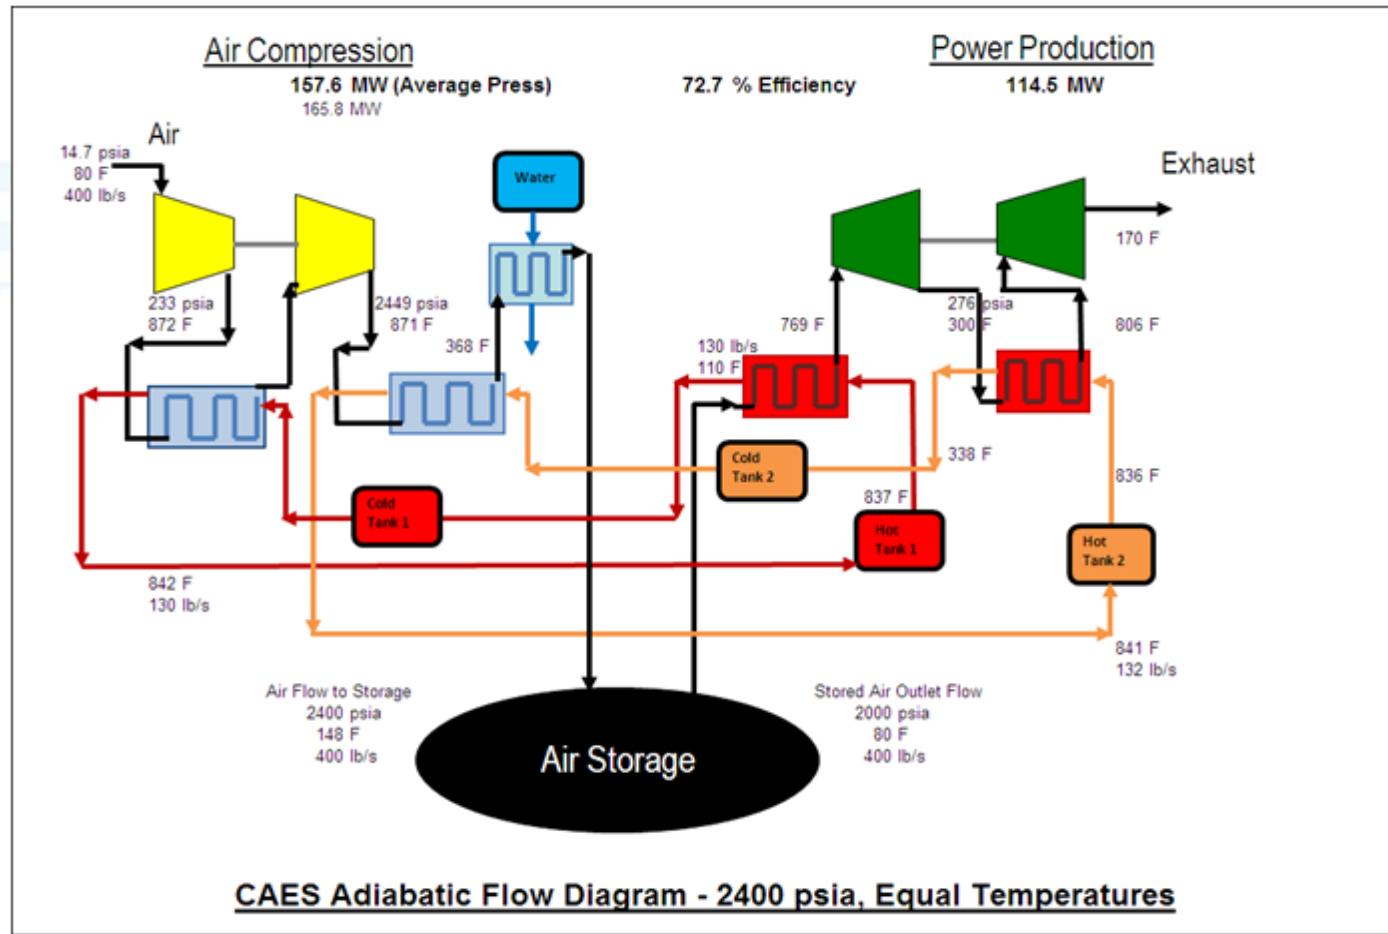 Air Compression
Power Production
157.6 MW (Average Press)
72.7 % Efficiency
114.5 MW
165.8 MW
Air
14.7 psia
80 F
400 lb/s
Water
Exhaust
170 F
233 psia
872 F
2449 psia
871 F
368 F
769 F
276 psia
300 F
806 F
130 lb/s
110 F
Cold
Tank 2
338 F
836 F
Cold
Tank 1
837 F
Hot
Tank 1
Hot
Tank 2
842 F
130 lb/s
841 F
132 lb/s
Air Flow to Storage
2400 psia
148 F
400 lb/s
Stored Air Outlet Flow
2000 psia
80 F
400 lb/s
Air Storage
CAES Adiabatic Flow Diagram - 2400 psia, Equal Temperatures